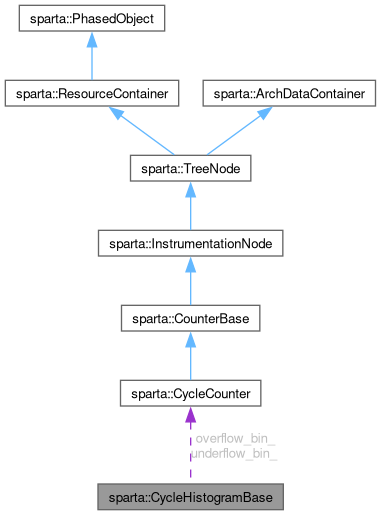 sparta::PhasedObject
sparta::ResourceContainer
sparta::ArchDataContainer
sparta::TreeNode
sparta::InstrumentationNode
sparta::CounterBase
sparta::CycleCounter
overflow_bin_
underflow_bin_
sparta::CycleHistogramBase